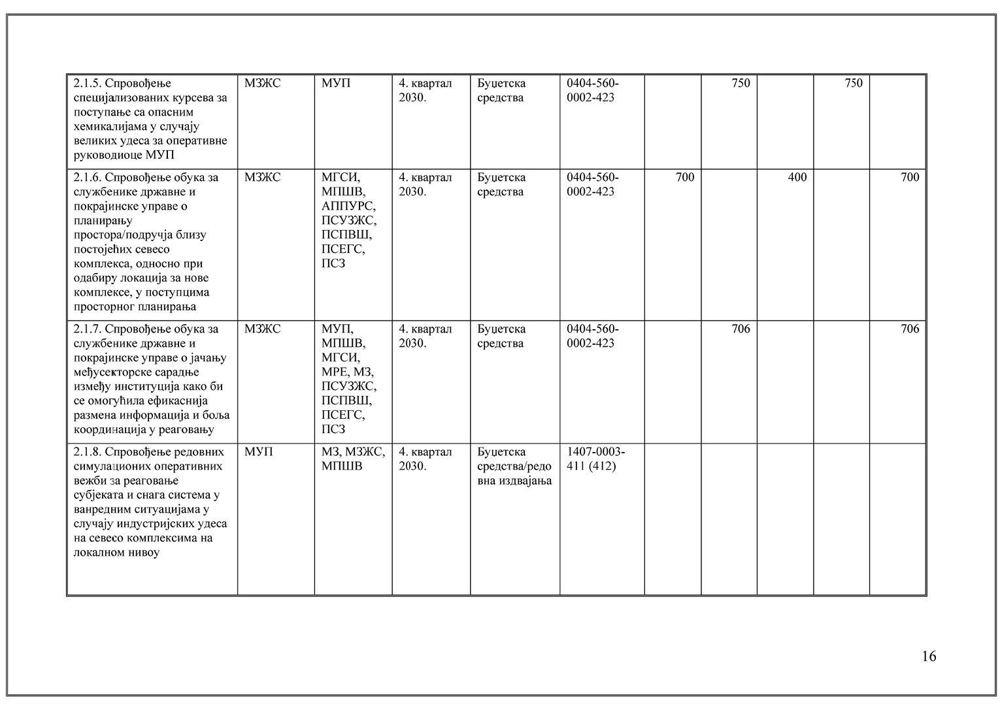 2.1.5. Спровођење
специјализованих курсева за
поступање са опасним
хемикалијама у случају
великих удеса за оперативне
руководиоце МУП
МЗЖС
МУП
4. квартал
2030.
Буџетска
средства
0404-560-
0002-423
750
750
2.1.6. Спровођење обука за
службенике државне и
покрајинске управе о
планирању
простора/подручја близу
постојећих севесо
комплекса, односно при
одабиру локација за нове
комплексе, у поступцима
просторног планирања
МЗЖС
МГСИ,
МПШВ,
АППУРС,
ПСУЗЖС,
ПСПВШ,
ПСЕГС,
ПСЗ
4. квартал
2030.
Буџетска
средства
0404-560-
0002-423
700
400
700
2.1.7. Спровођење обука за
службенике државне и
покрајинске управе о јачању
међусекторске сарадње
између институција како би
се омогућила ефикаснија
размена информација и боља
координација у реаговању
МЗЖС
МУП,
МПШВ,
МГСИ,
МРЕ, МЗ,
ПСУЗЖС,
ПСПВШ,
ПСЕГС,
ПСЗ
4. квартал
2030.
Буџетска
средства
0404-560-
0002-423
706
706
2.1.8. Спровођење редовних
симулационих оперативних
вежби за реаговање
субјеката и снага система у
ванредним ситуацијама у
случају индустријских удеса
на севесо комплексима на
локалном нивоу
МУП
МЗ, МЗЖС,
МПШВ
4. квартал
2030.
Буџетска
средства/редо
вна издвајања
1407-0003-
411 (412)
16